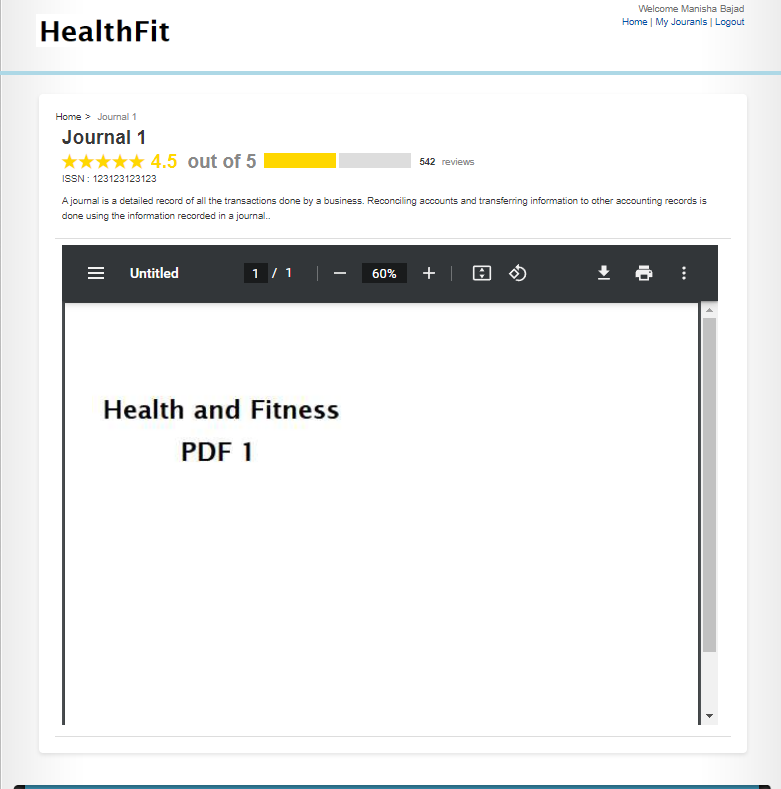 Welcome Manisha Bajad
Home | My Jouranls | Logout
HealthFit
Home > Journal 1
Journal 1
4.5 out of 5 542 reviews
ISSN : 123123123123
A journal is a detailed record of all the transactions done by a business. Reconciling accounts and transferring information to other accounting records is
done using the information recorded in a journal..
Untitled 1 / 1 60%
Health and Fitness
PDF 1